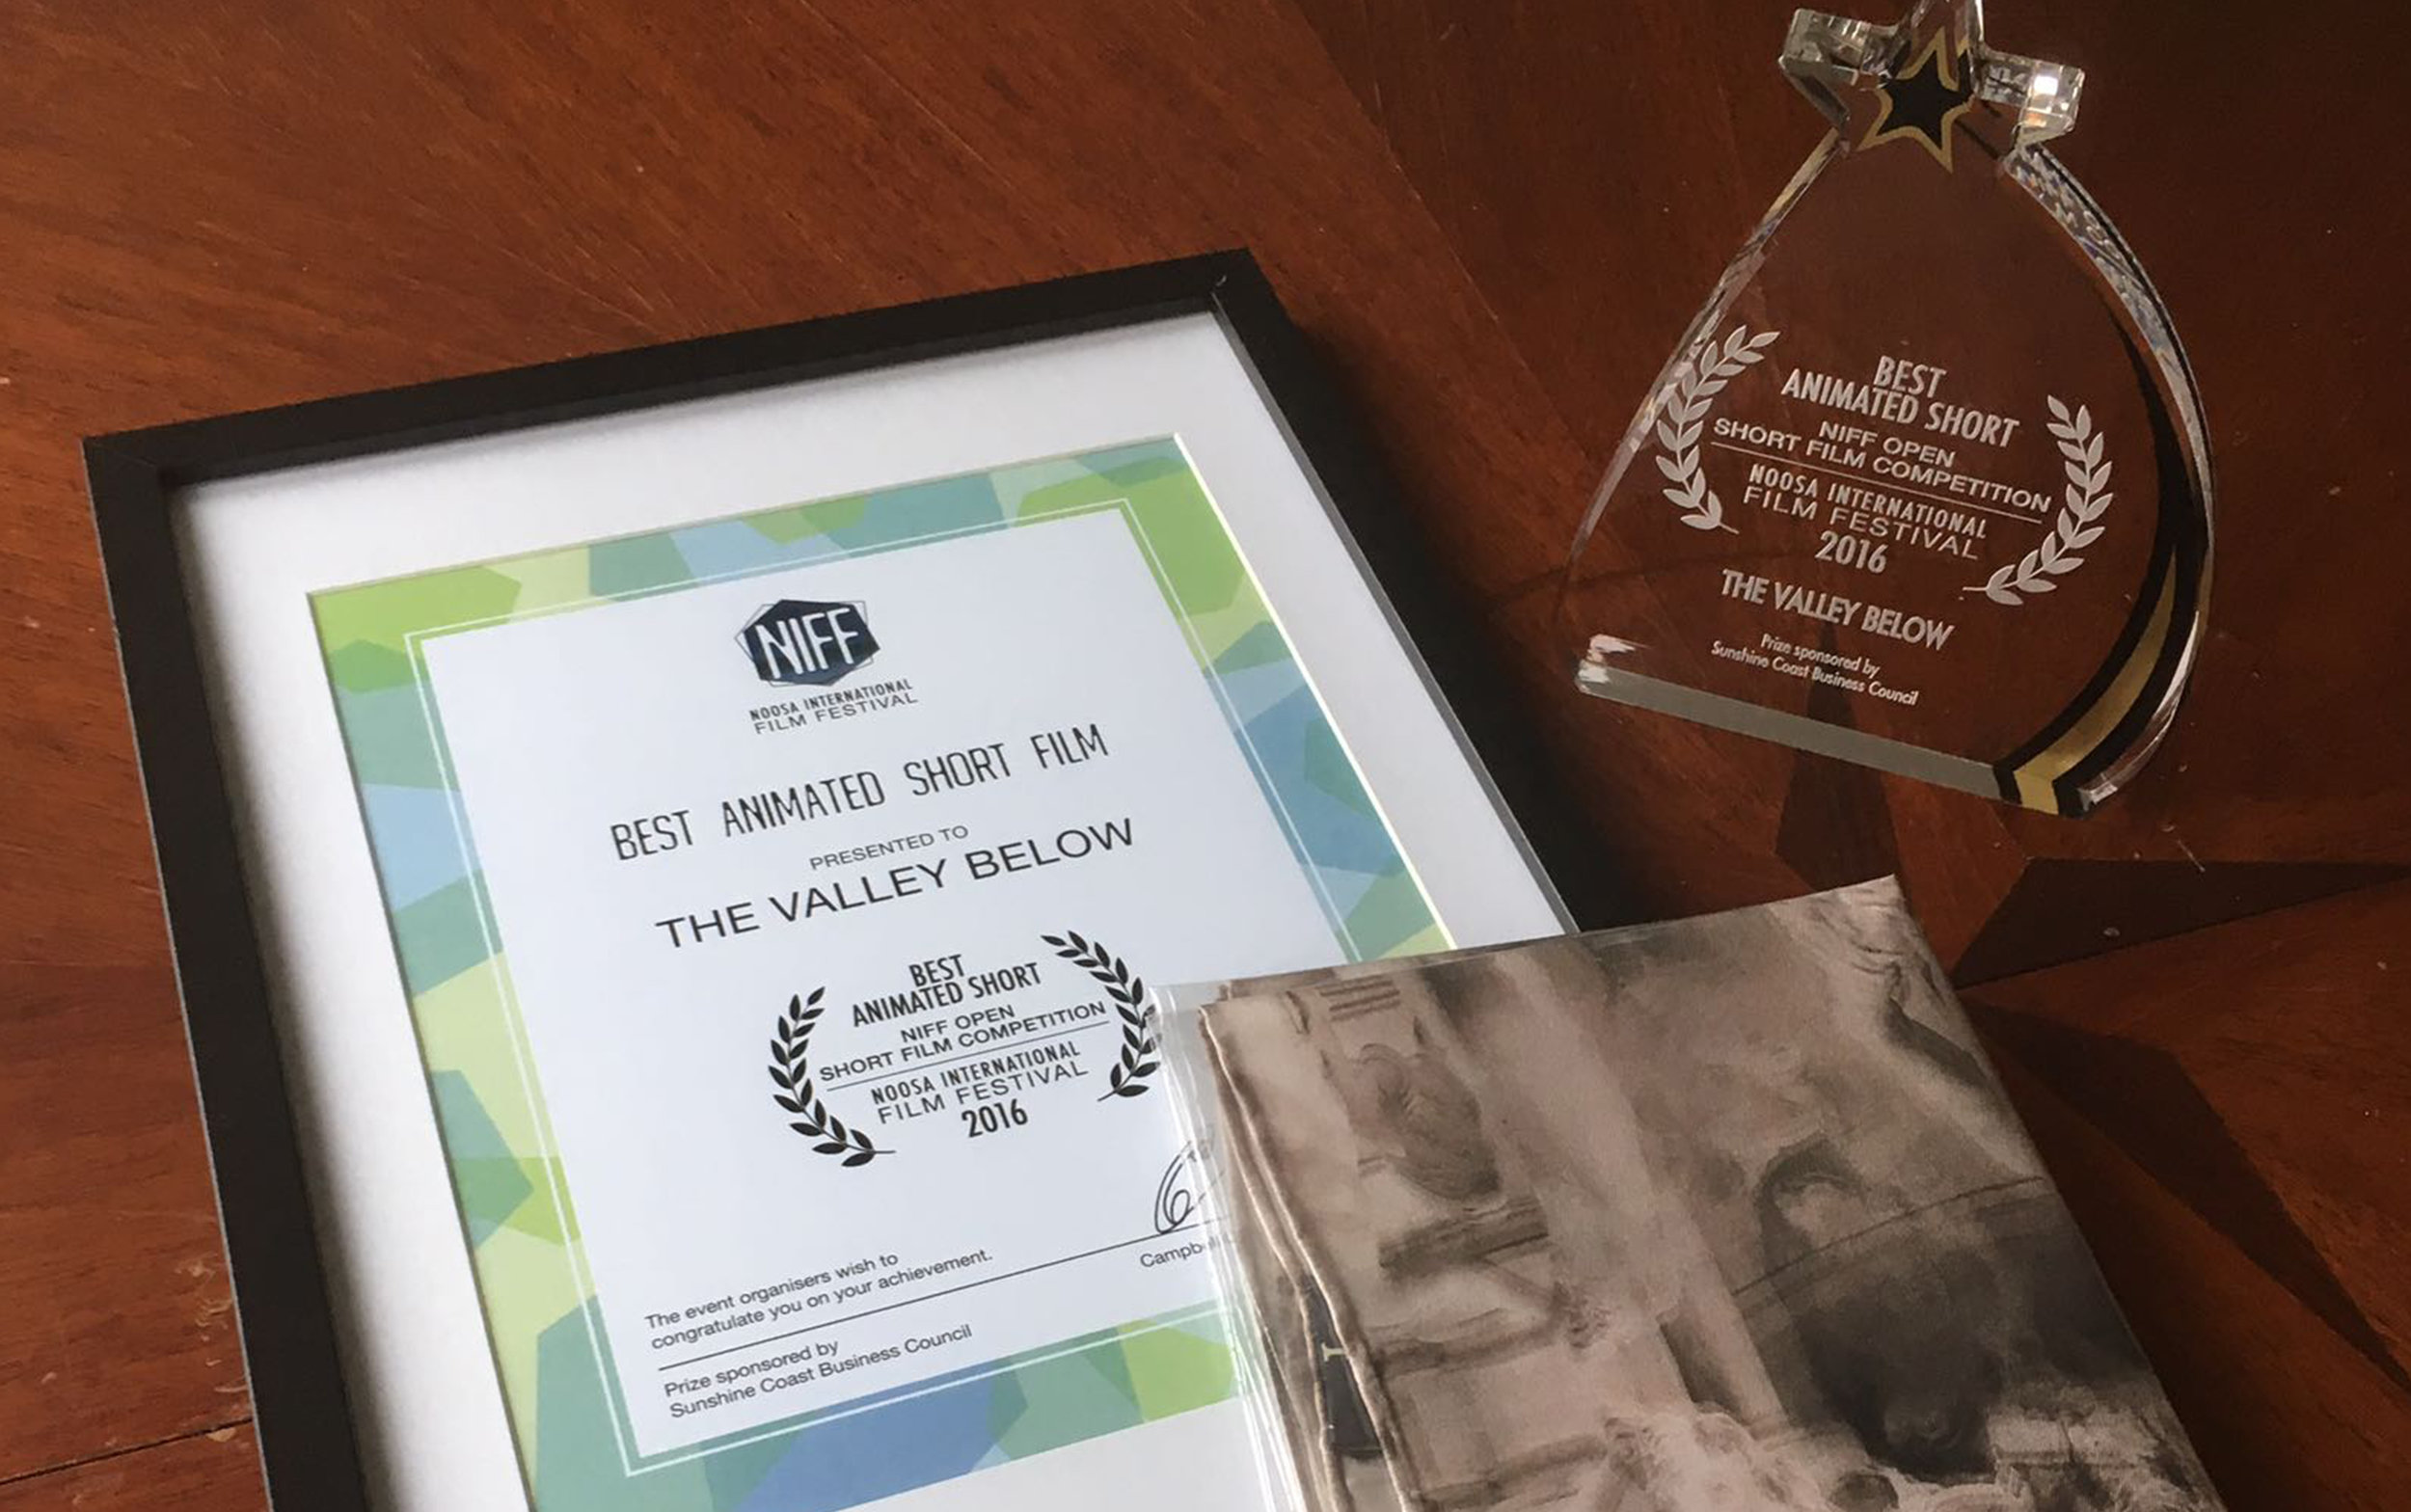 NIFF
NOOSA INTERNATIONAL
FILM FESTIVAL
BEST ANIMATED SHORT FILM
PRESENTED TO
THE VALLEY BELOW
BEST
ANIMATED SHORT
NIFF OPEN
SHORT FILM COMPETITION
NOOSA INTERNATIONAL
FILM FESTIVAL
2016
The event organisers wish to
congratulate you on your achievement.
Prize sponsored by
Sunshine Coast Business Council
BEST
ANIMATED SHORT
NIFF OPEN
SHORT FILM COMPETITION
NOOSA INTERNATIONAL
FILM FESTIVAL
2016
THE VALLEY BELOW
Prize sponsored by
Sunshine Coast Business Council